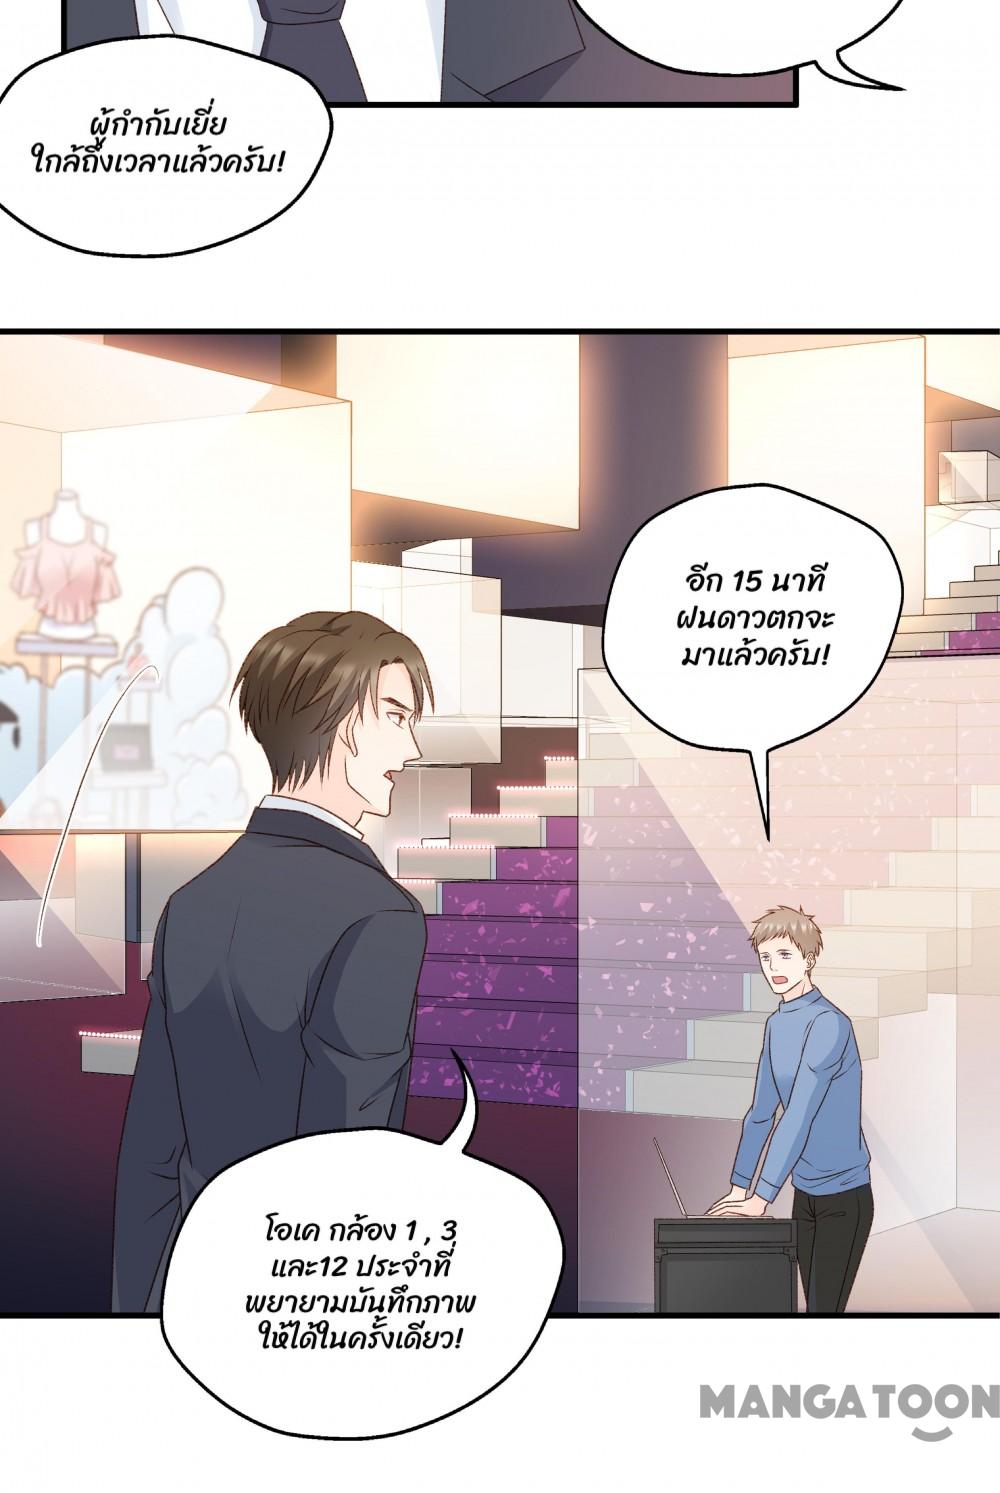 ผู้กำกับเยี่ย
ใกล้ถึงเวลาแล้วครับ!
อีก 15 นาที
ฝนดาวตกจะ
มาแล้วครับ!
โอเค กล้อง 1 , 3
และ12 ประจำที่
พยายามบันทึกภาพ
ให้ได้ในครั้งเดียว!
MANGATOON